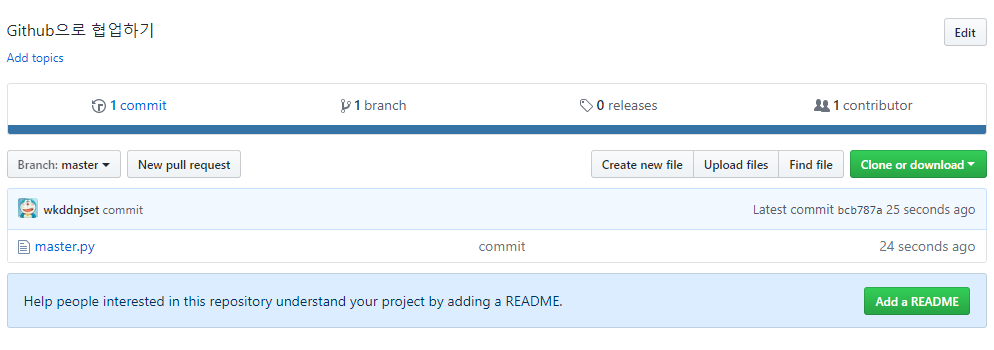 Github으로 협업하기
Edit
Add topics
1 commit
1 branch
0 releases
1 contributor
Branch: master
New pull request
Create new file
Upload files
Find file
Clone or download
wkddnjset commit
Latest commit bcb787a 25 seconds ago
master.py
commit
24 seconds ago
Help people interested in this repository understand your project by adding a README.
Add a README